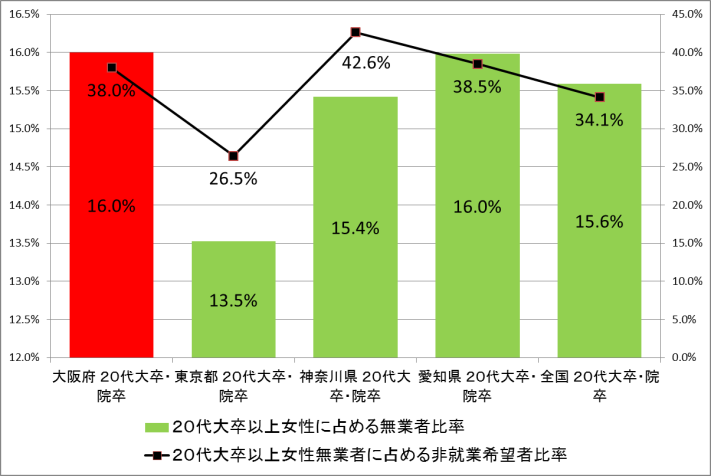 16.5%
16.0%
15.5%
15.0%
14.5%
14.0%
13.5%
13.0%
12.5%
12.0%
45.0%
40.0%
35.0%
30.0%
25.0%
20.0%
15.0%
10.0%
5.0%
0.0%
38.0%
26.5%
42.6%
38.5%
34.1%
16.0%
13.5%
15.4%
16.0%
15.6%
大阪府 20代大卒・
院卒
東京都 20代大卒・
院卒
神奈川県 20代大
卒・院卒
愛知県 20代大卒・
院卒
全国 20代大卒・院
卒
20代大卒以上女性に占める無業者比率
20代大卒以上女性無業者に占める非就業希望者比率